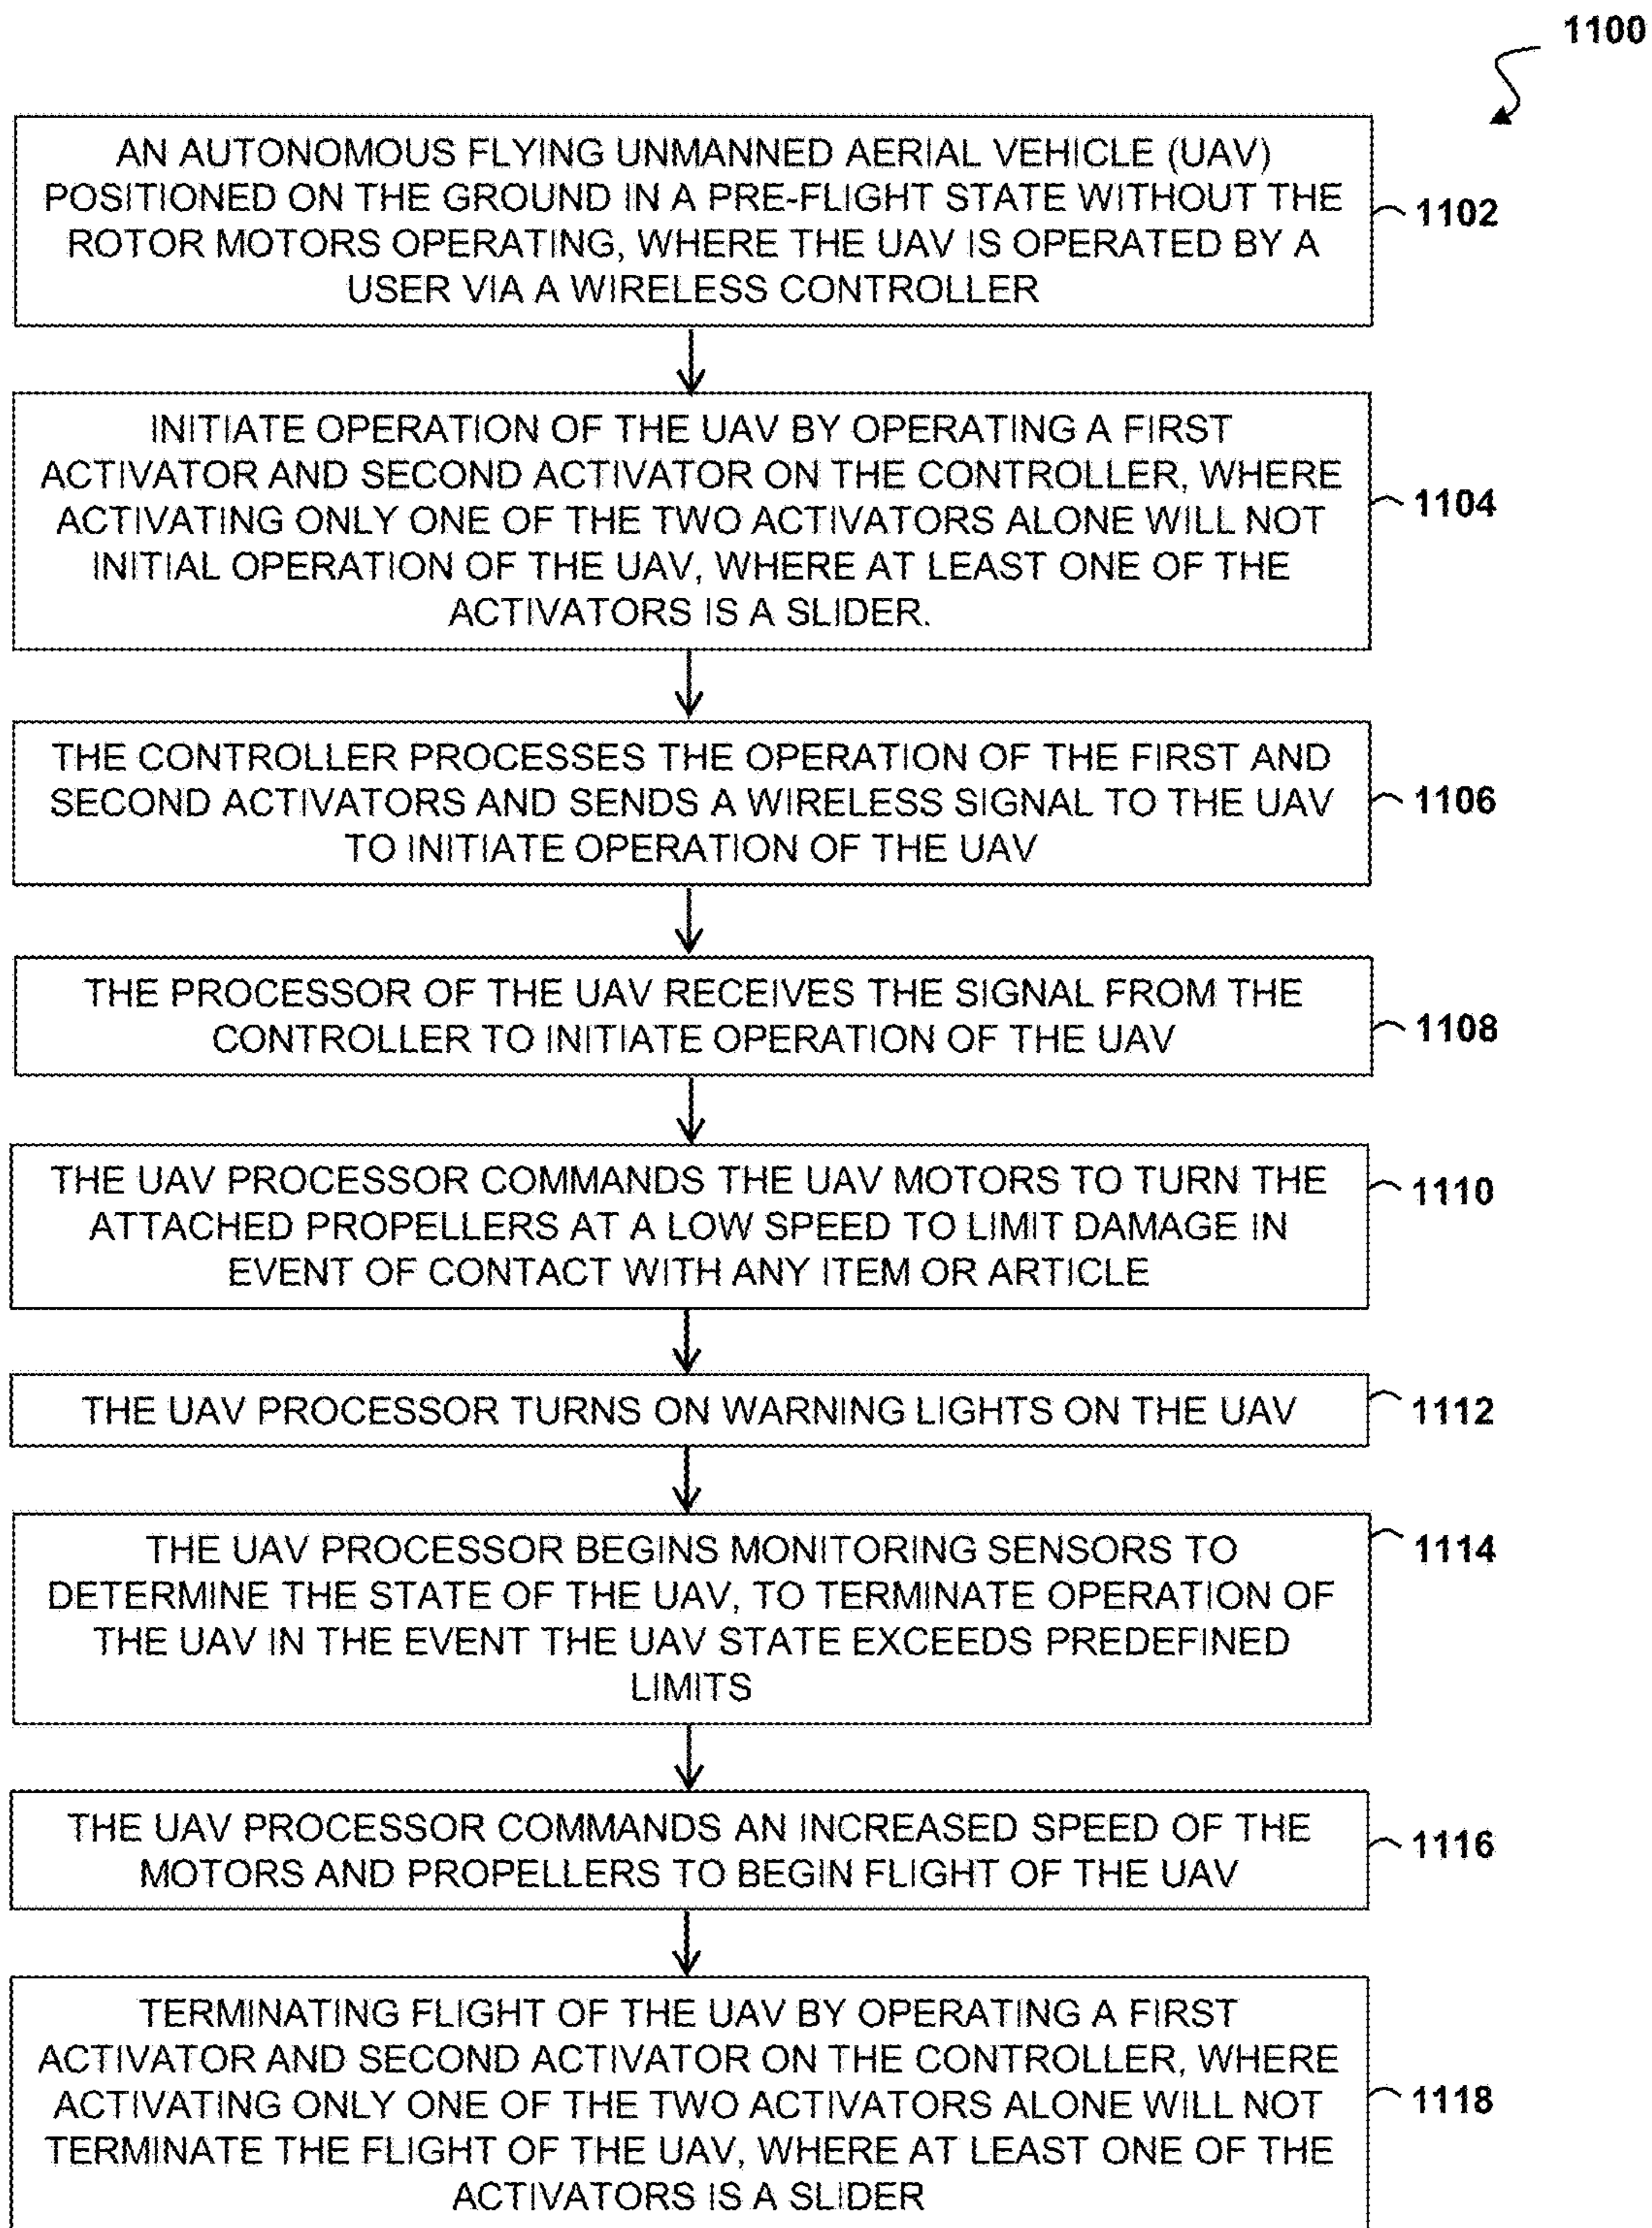 1100
AN AUTONOMOUS FLYING UNMANNED AERIAL VEHICLE (UAV)
POSITIONED ON THE GROUND IN A PRE-FLIGHT STATE WITHOUT THE
ROTOR MOTORS OPERATING, WHERE THE UAV IS OPERATED BY A
USER VIA A WIRELESS CONTROLLER
1102
INITIATE OPERATION OF THE UAV BY OPERATING A FIRST
ACTIVATOR AND SECOND ACTIVATOR ON THE CONTROLLER, WHERE
ACTIVATING ONLY ONE OF THE TWO ACTIVATORS ALONE WILL NOT
INITIAL OPERATION OF THE UAV, WHERE AT LEAST ONE OF THE
ACTIVATORS IS A SLIDER.
1104
THE CONTROLLER PROCESSES THE OPERATION OF THE FIRST AND
SECOND ACTIVATORS AND SENDS A WIRELESS SIGNAL TO THE UAV
TO INITIATE OPERATION OF THE UAV
1106
THE PROCESSOR OF THE UAV RECEIVES THE SIGNAL FROM THE
CONTROLLER TO INITIATE OPERATION OF THE UAV
1108
THE UAV PROCESSOR COMMANDS THE UAV MOTORS TO TURN THE
ATTACHED PROPELLERS AT A LOW SPEED TO LIMIT DAMAGE IN
EVENT OF CONTACT WITH ANY ITEM OR ARTICLE
1110
THE UAV PROCESSOR TURNS ON WARNING LIGHTS ON THE UAV
1112
THE UAV PROCESSOR BEGINS MONITORING SENSORS TO
DETERMINE THE STATE OF THE UAV, TO TERMINATE OPERATION OF
THE UAV IN THE EVENT THE UAV STATE EXCEEDS PREDEFINED
LIMITS
1114
THE UAV PROCESSOR COMMANDS AN INCREASED SPEED OF THE
MOTORS AND PROPELLERS TO BEGIN FLIGHT OF THE UAV
1116
TERMINATING FLIGHT OF THE UAV BY OPERATING A FIRST
ACTIVATOR AND SECOND ACTIVATOR ON THE CONTROLLER, WHERE
ACTIVATING ONLY ONE OF THE TWO ACTIVATORS ALONE WILL NOT
TERMINATE THE FLIGHT OF THE UAV, WHERE AT LEAST ONE OF THE
ACTIVATORS IS A SLIDER
1118